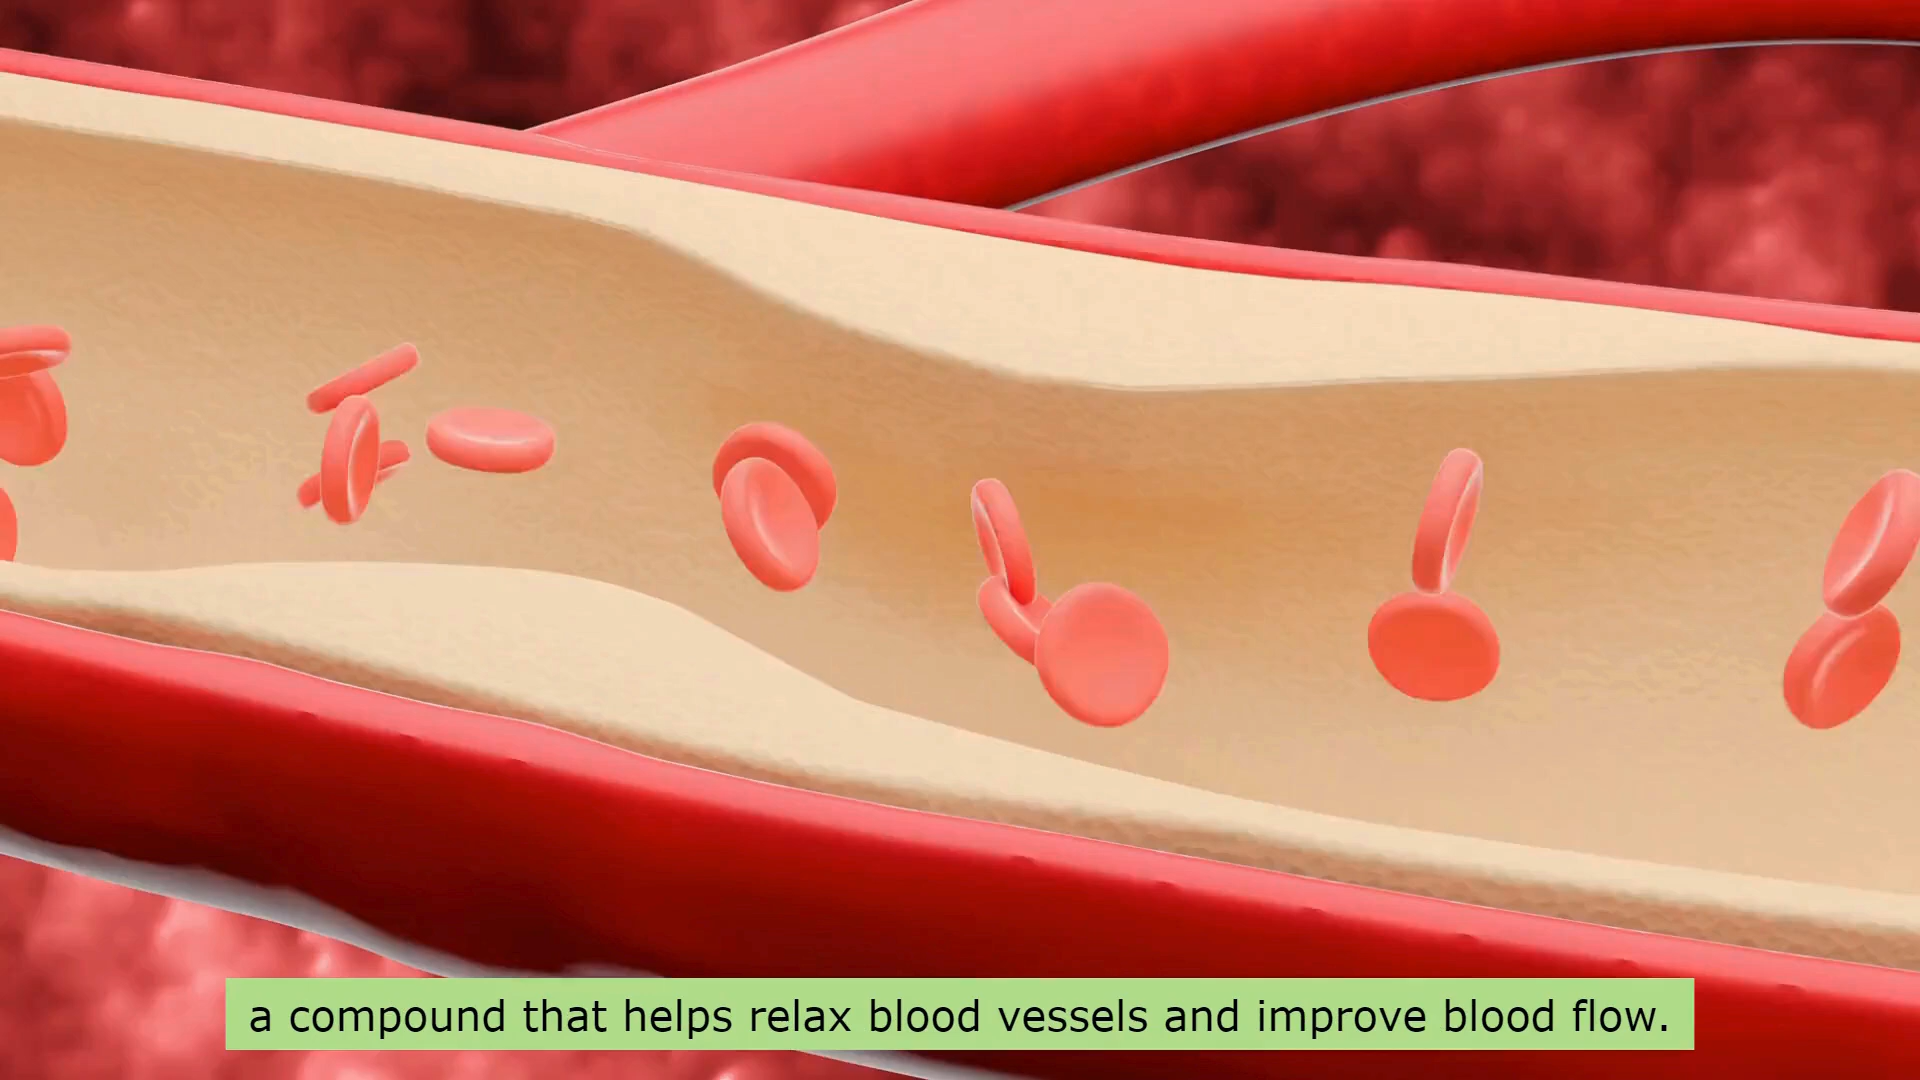 a compound that helps relax blood vessels and improve blood flow.